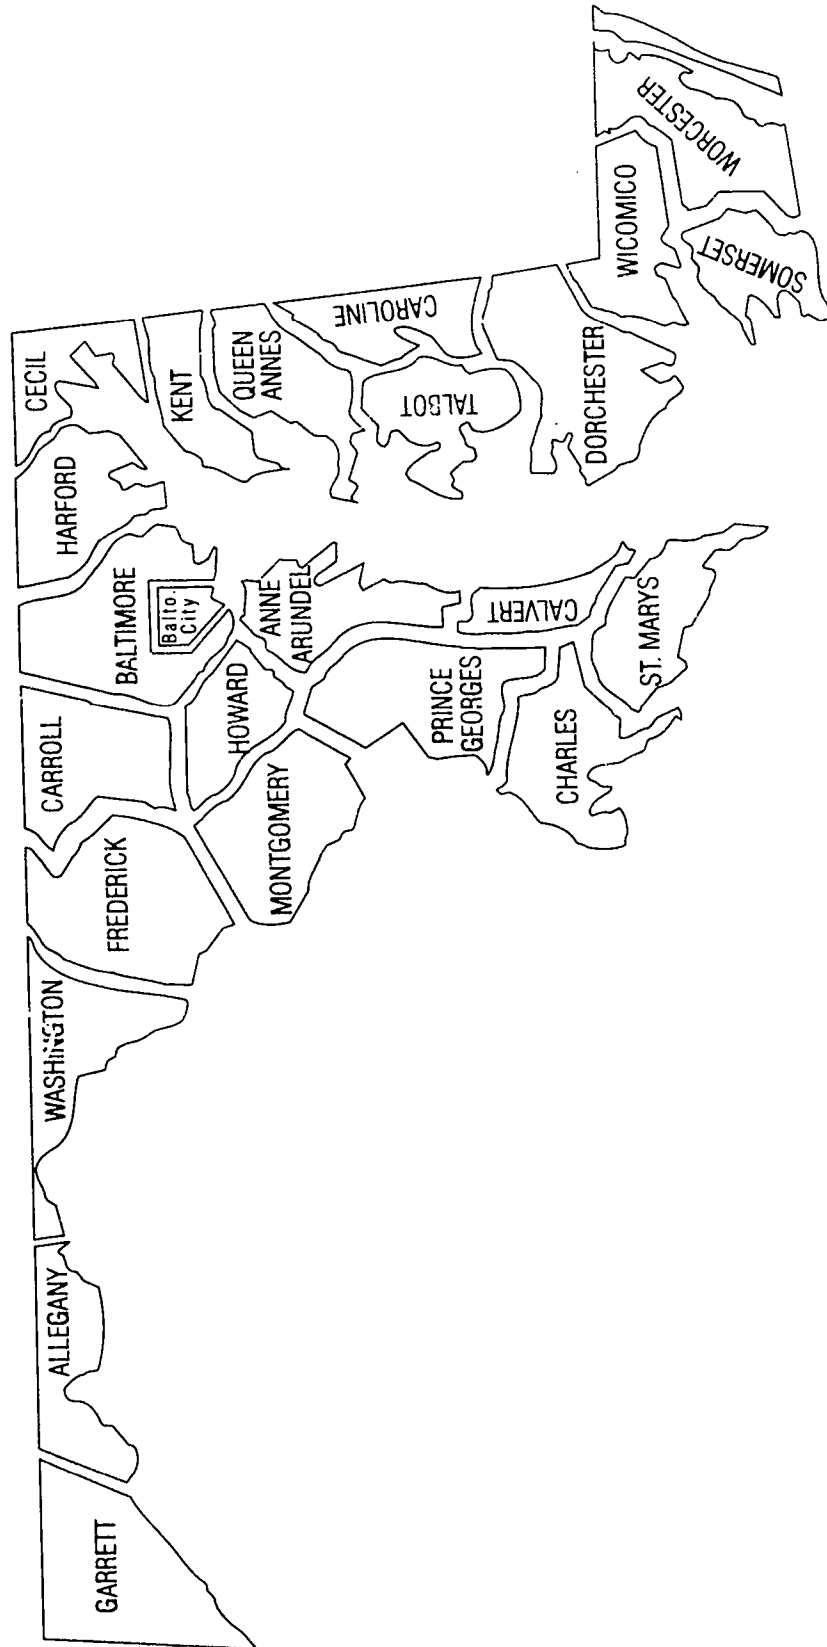 GARRETT
ALLEGANY
WASHINGTON
FREDERICK
CARROLL
BALTIMORE
Balto.
City
HARFORD
CECIL
KENT
QUEEN
ANNES
HOWARD
MONTGOMERY
ANNE
ARUNDEL
PRINCE
GEORGES
CALVERT
CHARLES
ST. MARYS
CAROLINE
TALBOT
DORCHESTER
WICOMICO
WORCESTER
SOMERSET